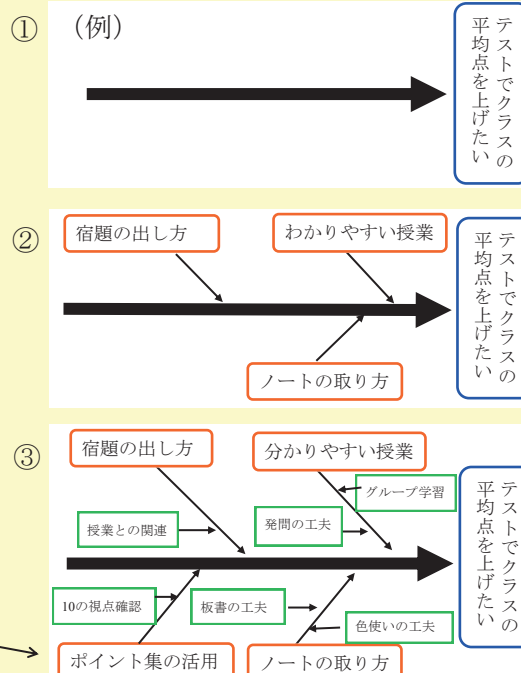 ① （例）
テストでクラスの
平均点を上げたい
②
宿題の出し方
わかりやすい授業
ノートの取り方
テストでクラスの
平均点を上げたい
③
宿題の出し方
分かりやすい授業
グループ学習
授業との関連
発問の工夫
10の視点確認
板書の工夫
色使いの工夫
ポイント集の活用
ノートの取り方
テストでクラスの
平均点を上げたい